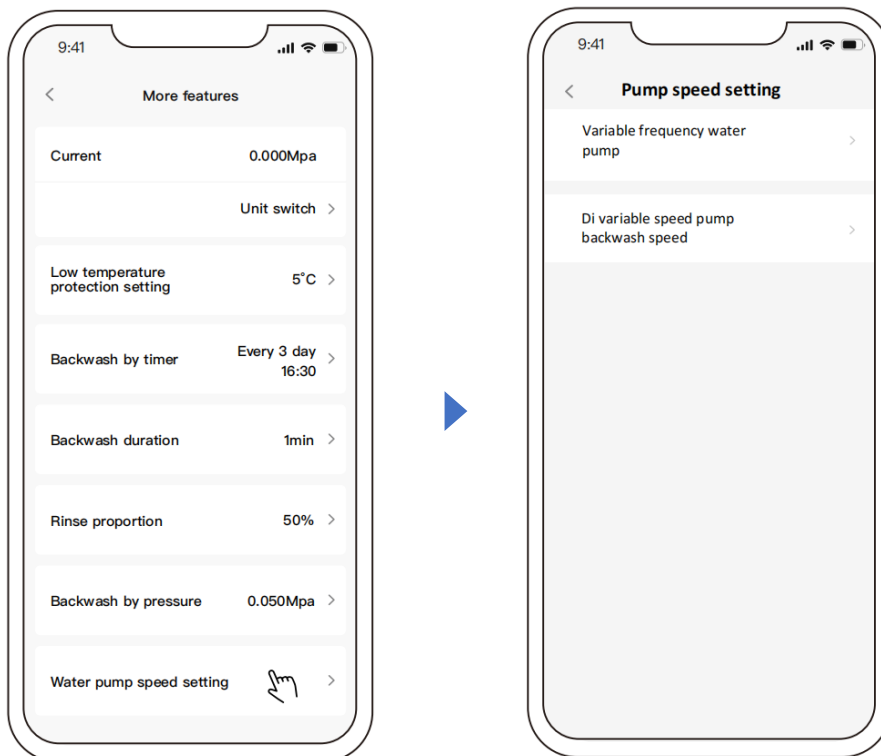 9:41
More features
Current 0.000Mpa
Unit switch
Low temperature
protection setting 5°C
Backwash by timer Every 3 day
16:30
Backwash duration 1min
Rinse proportion 50%
Backwash by pressure 0.050Mpa
Water pump speed setting
9:41
Pump speed setting
Variable frequency water
pump
Di variable speed pump
backwash speed